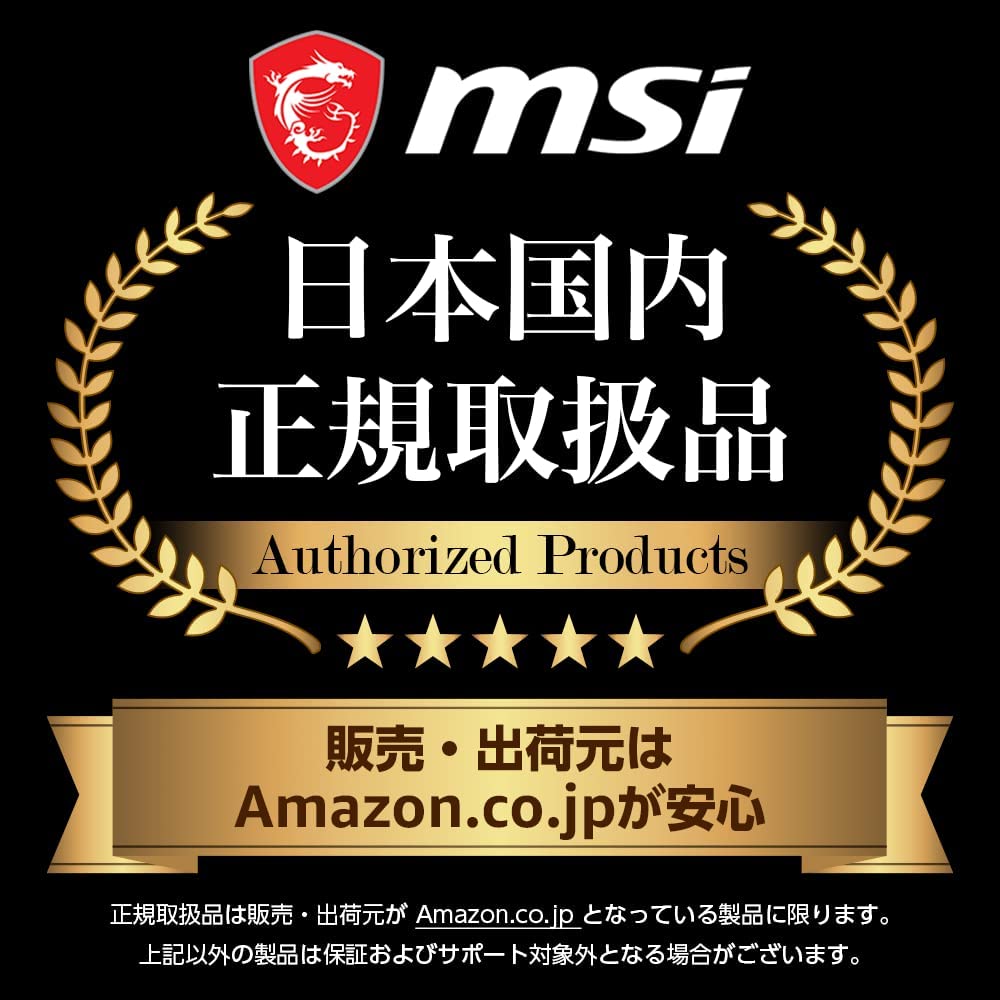 msi
日本国内
正規取扱品
Authorized Products
販売・出荷元は
Amazon.co.jpが安心
正規取扱品は販売・出荷元が Amazon.co.jp となっている製品に限ります。
上記以外の製品は保証およびサポート対象外となる場合がございます。